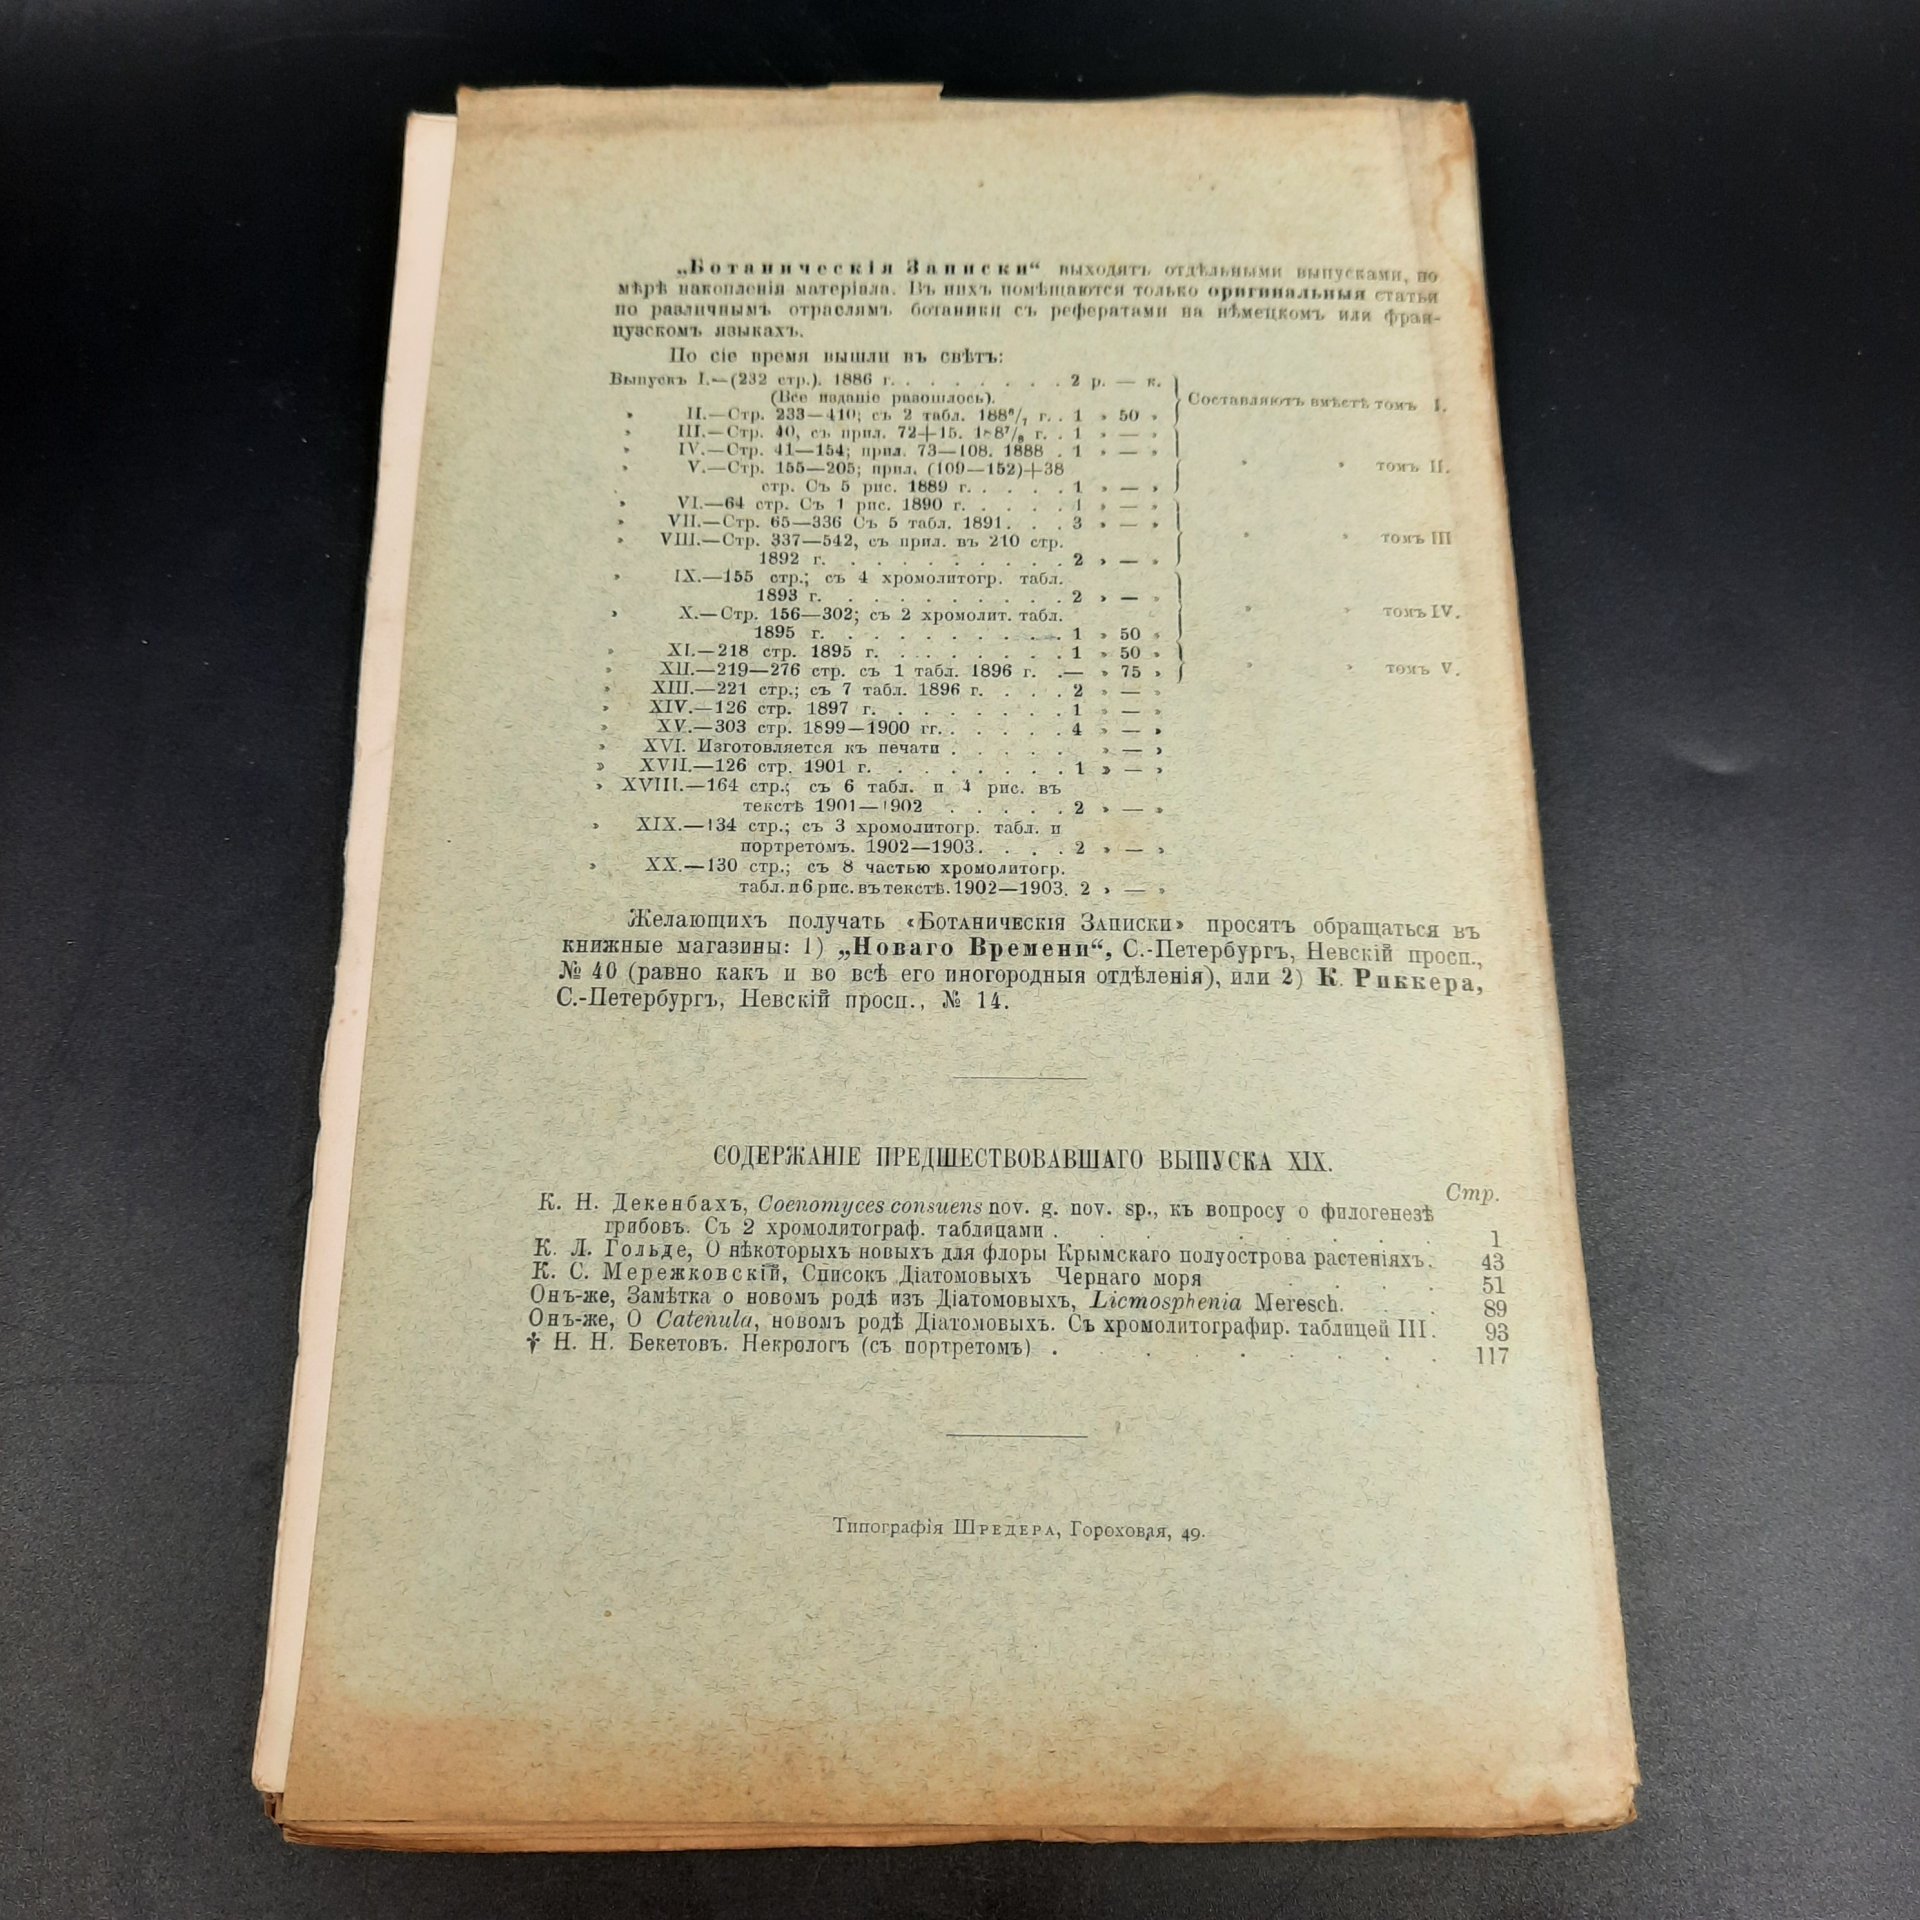 „Ботаническія Записки“ выходятъ отдѣльными выпусками, по
мѣрѣ накопленія матеріала. Въ нихъ помѣщаются только оригинальныя статьи
по различнымъ отраслямъ ботаники съ рефератами на нѣмецкомъ или фран-
цузскомъ языкахъ.
По сіе время вышли въ свѣтъ:
Выпускъ I.—(232 стр.). 1886 г. . . . . . . . 2 р. — к.
(Все изданіе разошлось).
Составляютъ вмѣстѣ томъ I.
» II.—Стр. 233—410; съ 2 табл. 188⁶/₇ г. . 1 » 50 »
» III.—Стр. 40, съ прил. 72+15. 188⁷/₈ г. . 1 » — »
» IV.—Стр. 41—154; прил. 73—108. 1888 . 1 » — »
» V.—Стр. 155—205; прил. (109—152)+38 » » томъ II.
стр. Съ 5 рис. 1889 г. . . . . 1 » — »
» VI.—64 стр. Съ 1 рис. 1890 г. . . . . 1 » — »
» VII.—Стр. 65—336 Съ 5 табл. 1891. . . 3 » — »
» VIII.—Стр. 337—542, съ прил. въ 210 стр. » » томъ III
1892 г. . . . . . . . . . 2 » — »
» IX.—155 стр.; съ 4 хромолитогр. табл.
1893 г. . . . . . . . . . 2 » — »
» X.—Стр. 156—302; съ 2 хромолит. табл. » » томъ IV.
1895 г. . . . . . . . . . 1 » 50 »
» XI.—218 стр. 1895 г. . . . . . . . 1 » 50 »
» XII.—219—276 стр. съ 1 табл. 1896 г. .— » 75 » » » томъ V.
» XIII.—221 стр.; съ 7 табл. 1896 г. . . . 2 » — »
» XIV.—126 стр. 1897 г. . . . . . . . 1 » — »
» XV.—303 стр. 1899—1900 гг. . . . . . 4 » — »
» XVI. Изготовляется къ печати . . . . . » — »
» XVII.—126 стр. 1901 г. . . . . . . . 1 » — »
» XVIII.—164 стр.; съ 6 табл. и 4 рис. въ
текстѣ 1901—1902 . . . . . 2 » — »
» XIX.—134 стр.; съ 3 хромолитогр. табл. и
портретомъ. 1902—1903. . . . 2 » — »
» XX.—130 стр.; съ 8 частью хромолитогр.
табл. и 6 рис. въ текстѣ. 1902—1903. 2 » — »
Желающихъ получать «Ботаническія Записки» просятъ обращаться въ
книжные магазины: 1) „Новаго Времени“, С.-Петербургъ, Невскій просп.,
№ 40 (равно какъ и во всѣ его иногородныя отдѣленія), или 2) К. Риккера,
С.-Петербургъ, Невскій просп., № 14.
СОДЕРЖАНІЕ ПРЕДШЕСТВОВАВШАГО ВЫПУСКА XIX.
Стр.
К. Н. Декенбахъ, Coenomyces consuens nov. g. nov. sp., къ вопросу о филогенезѣ
грибовъ. Съ 2 хромолитограф. таблицами . . . . . . . . . 1
К. Л. Гольде, О нѣкоторыхъ новыхъ для флоры Крымскаго полуострова растеніяхъ. 43
К. С. Мережковскій, Списокъ Діатомовыхъ Чернаго моря . . . . 51
Онъ-же, Замѣтка о новомъ родѣ изъ Діатомовыхъ, Licmosphenia Meresch. . . 89
Онъ-же, О Catenula, новомъ родѣ Діатомовыхъ. Съ хромолитографир. таблицей III. 93
† Н. Н. Бекетовъ. Некрологъ (съ портретомъ) . . . . . . . . 117
Типографія Шредера, Гороховая, 49.